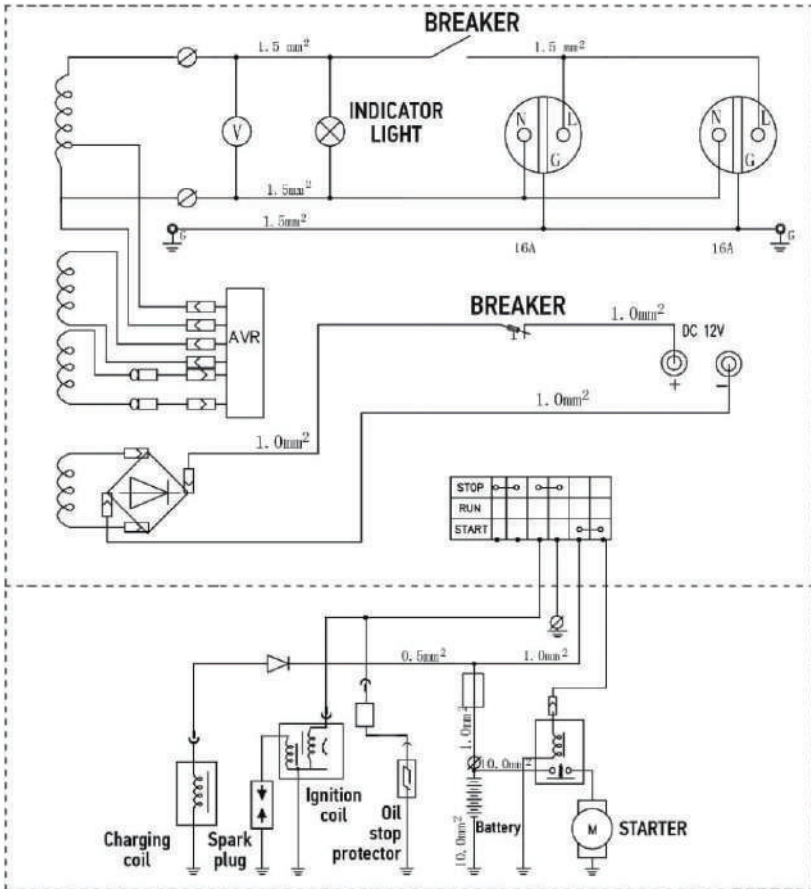 BREAKER
1.5 mm²
1.5 mm²
V
INDICATOR
LIGHT
N
L
G
N
L
G
1.5mm²
G
1.5mm²
16A
16A
G
AVR
BREAKER
1.0mm²
DC 12V
+
-
1.0mm²
1.0mm²
STOP
RUN
START
0.5mm²
1.0mm²
1.0mm²
10.0mm²
Ignition
coil
Oil
stop
protector
Battery
10.0mm²
M
STARTER
Charging
coil
Spark
plug